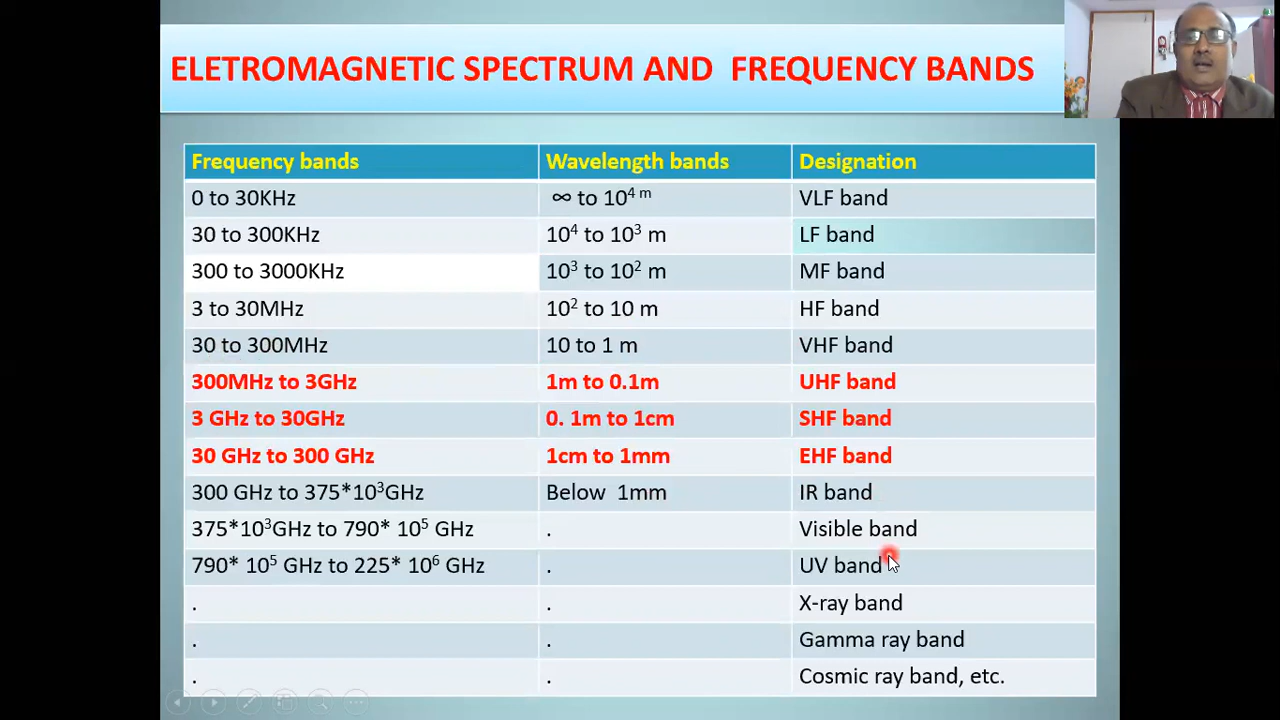 ELETROMAGNETIC SPECTRUM AND FREQUENCY BANDS
Frequency bands Wavelength bands Designation
0 to 30KHz ∞ to 10⁴ ᵐ VLF band
30 to 300KHz 10⁴ to 10³ m LF band
300 to 3000KHz 10³ to 10² m MF band
3 to 30MHz 10² to 10 m HF band
30 to 300MHz 10 to 1 m VHF band
300MHz to 3GHz 1m to 0.1m UHF band
3 GHz to 30GHz 0. 1m to 1cm SHF band
30 GHz to 300 GHz 1cm to 1mm EHF band
300 GHz to 375*10³GHz Below 1mm IR band
375*10³GHz to 790* 10⁵ GHz . Visible band
790* 10⁵ GHz to 225* 10⁶ GHz . UV band
. . X-ray band
. . Gamma ray band
. . Cosmic ray band, etc.